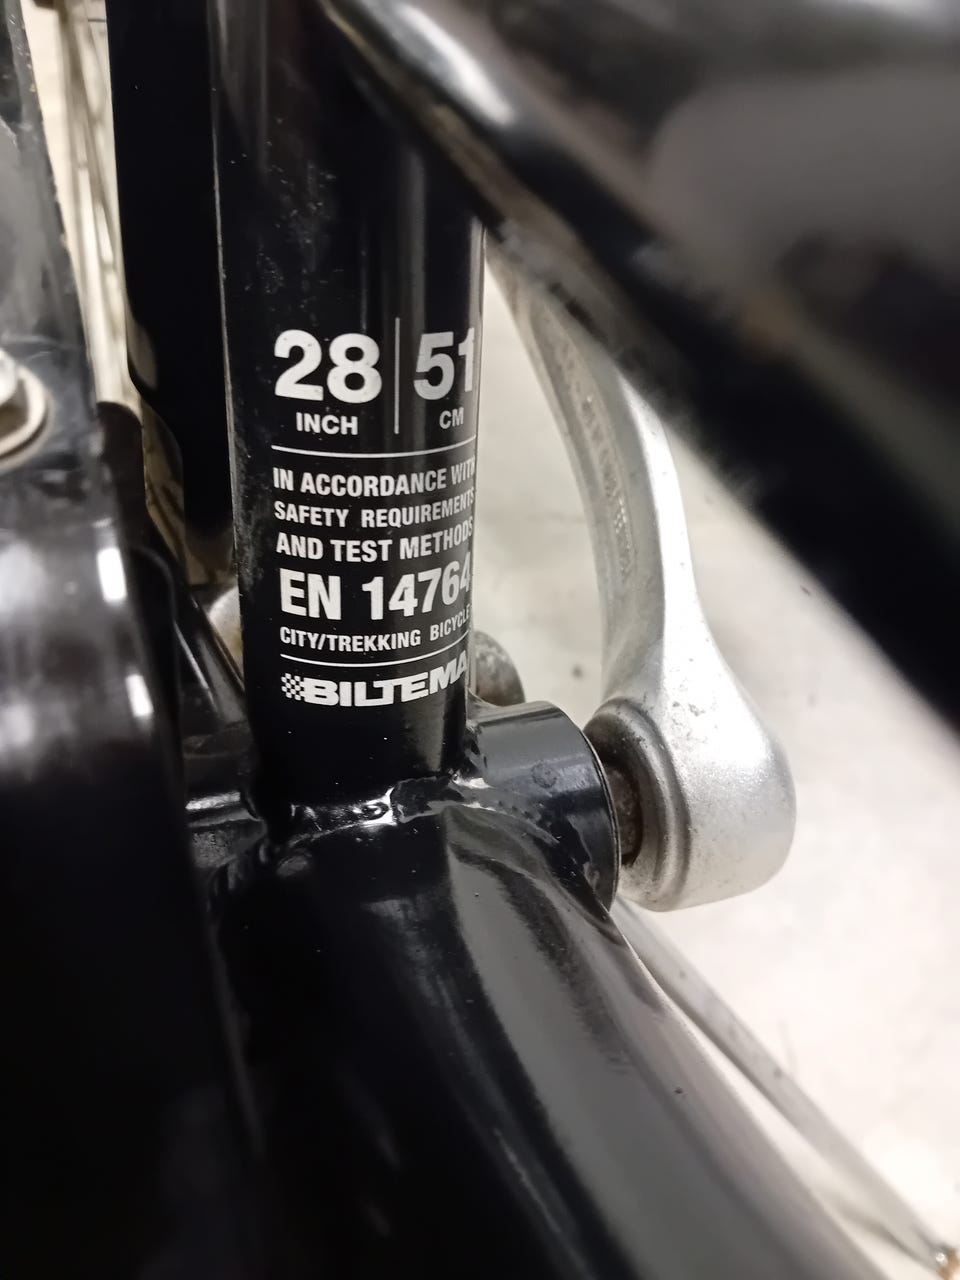 28 51
INCH CM
IN ACCORDANCE WITH
SAFETY REQUIREMENTS
AND TEST METHODS
EN 14764
CITY/TREKKING BICYCLE
BILTEMA